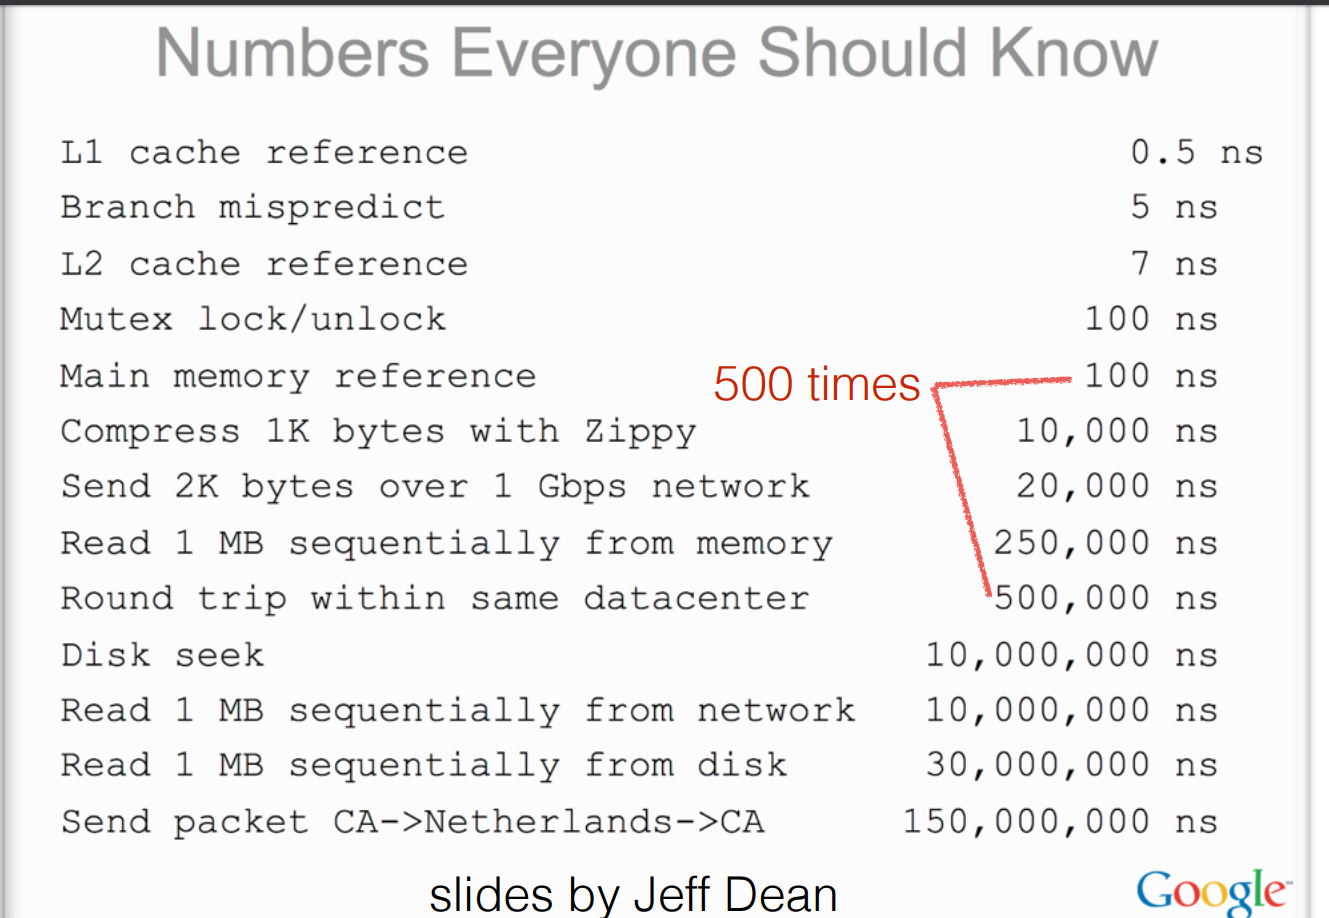 Numbers Everyone Should Know
L1 cache reference 0.5 ns
Branch mispredict 5 ns
L2 cache reference 7 ns
Mutex lock/unlock 100 ns
Main memory reference 500 times 100 ns
Compress 1K bytes with Zippy 10,000 ns
Send 2K bytes over 1 Gbps network 20,000 ns
Read 1 MB sequentially from memory 250,000 ns
Round trip within same datacenter 500,000 ns
Disk seek 10,000,000 ns
Read 1 MB sequentially from network 10,000,000 ns
Read 1 MB sequentially from disk 30,000,000 ns
Send packet CA->Netherlands->CA 150,000,000 ns
slides by Jeff Dean
Google